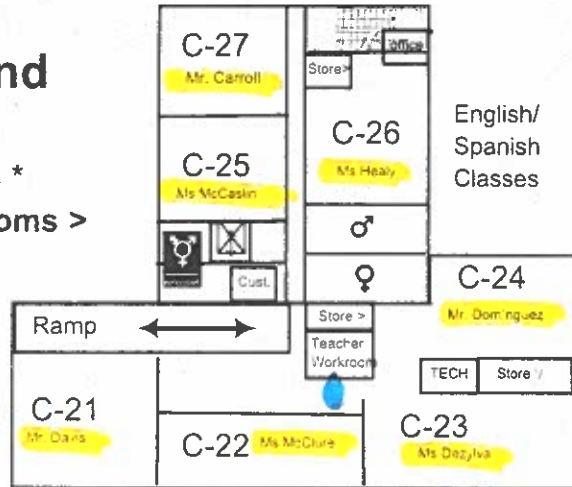 nd
*
oms >
C-27
Mr. Carroll
C-25
Ms McCaslin
Cust.
office
Store>
C-26
Ms Healy
♂
♀
English/
Spanish
Classes
C-24
Mr. Dominguez
Ramp
Store >
Teacher
Workroom
TECH
Store
C-21
Mr. Davis
C-22
Ms McClure
C-23
Ms Dezylva